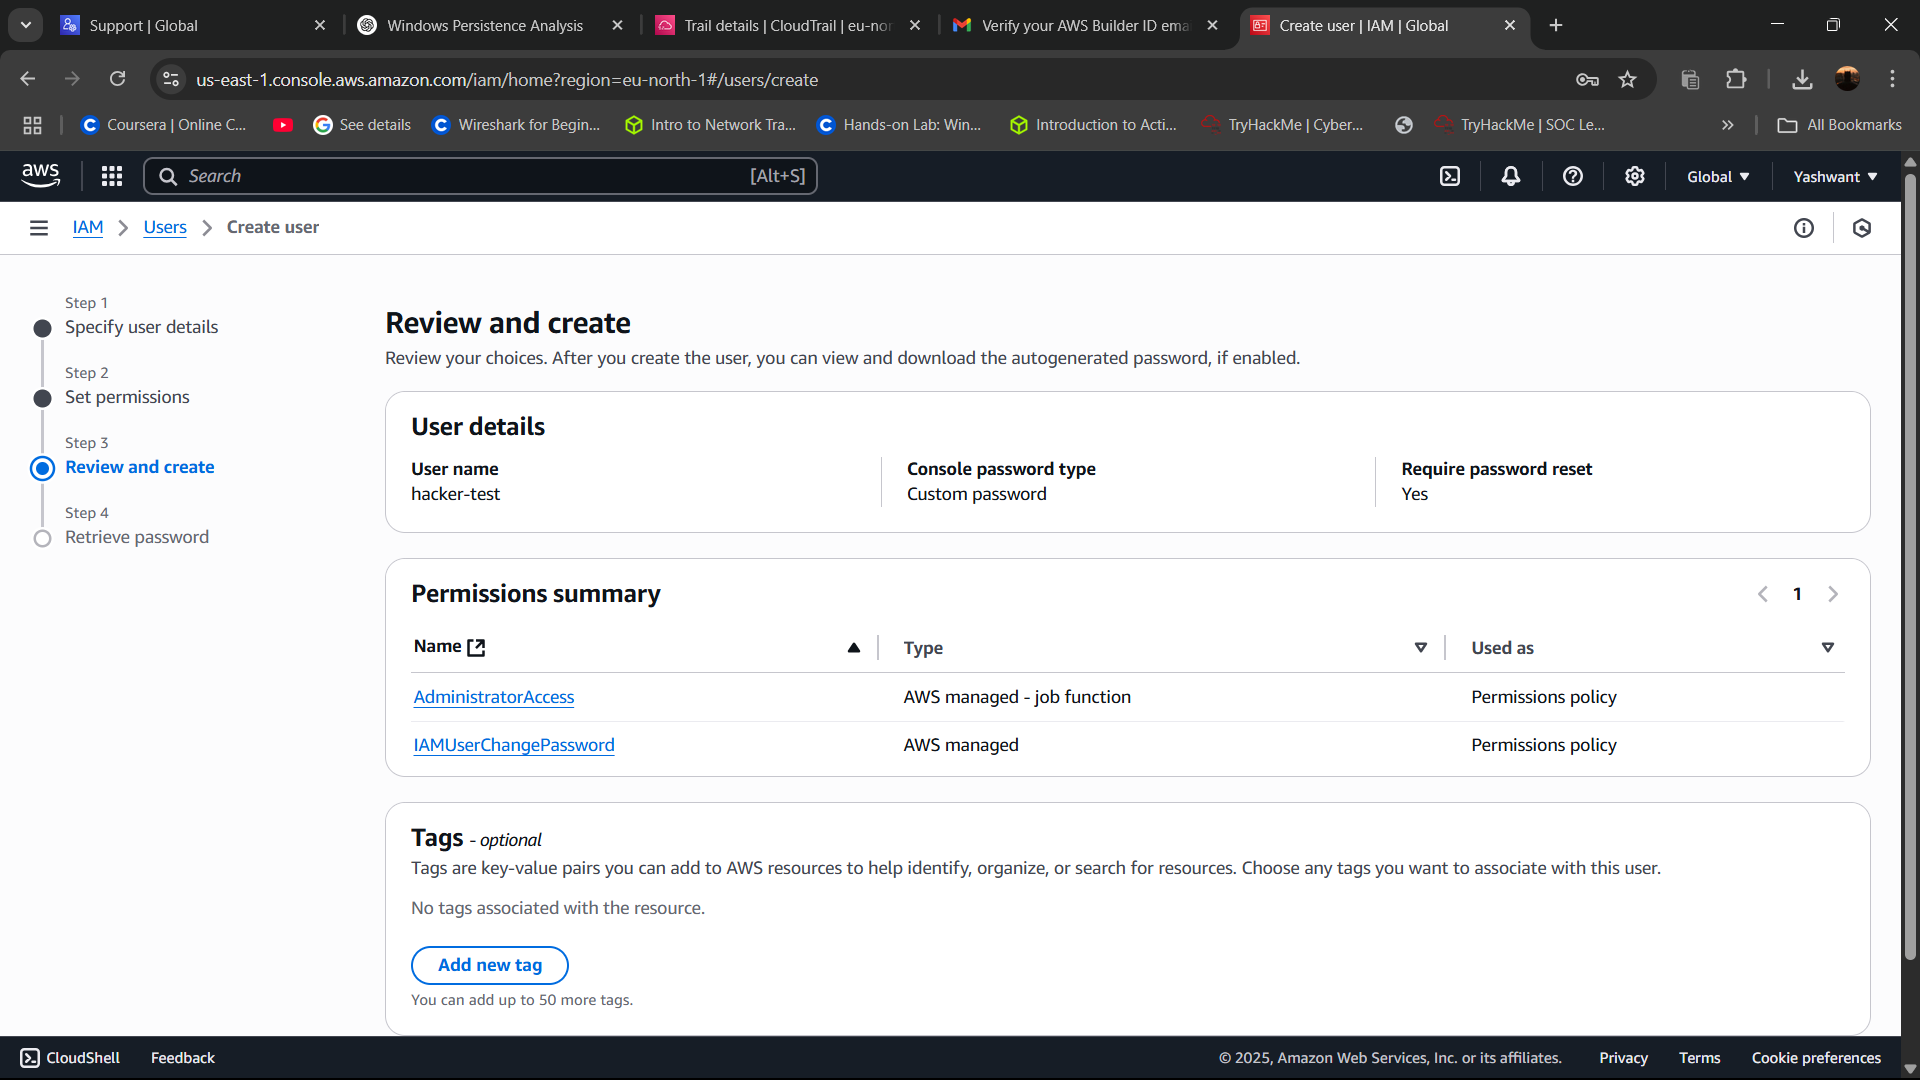 Support | Global
Windows Persistence Analysis
Trail details | CloudTrail | eu-nor
Verify your AWS Builder ID emai
Create user | IAM | Global
us-east-1.console.aws.amazon.com/iam/home?region=eu-north-1#/users/create
Coursera | Online C...
See details
Wireshark for Begin...
Intro to Network Tra...
Hands-on Lab: Win...
Introduction to Acti...
TryHackMe | Cyber...
TryHackMe | SOC Le...
All Bookmarks
aws
Search
[Alt+S]
Global
Yashwant
IAM
Users
Create user
Step 1
Specify user details
Step 2
Set permissions
Step 3
Review and create
Step 4
Retrieve password
Review and create
Review your choices. After you create the user, you can view and download the autogenerated password, if enabled.
User details
User name
hacker-test
Console password type
Custom password
Require password reset
Yes
Permissions summary
1
Name
Type
Used as
AdministratorAccess
AWS managed - job function
Permissions policy
IAMUserChangePassword
AWS managed
Permissions policy
Tags - optional
Tags are key-value pairs you can add to AWS resources to help identify, organize, or search for resources. Choose any tags you want to associate with this user.
No tags associated with the resource.
Add new tag
You can add up to 50 more tags.
CloudShell
Feedback
© 2025, Amazon Web Services, Inc. or its affiliates.
Privacy
Terms
Cookie preferences